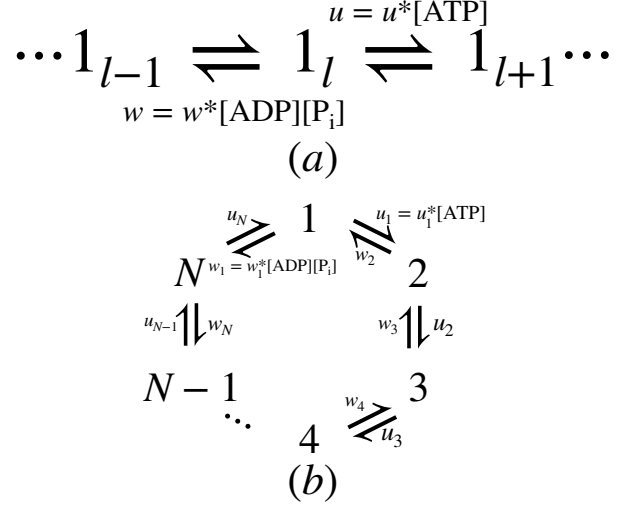 u = u*[ATP]
⋯1_{l−1} ⇌ 1_l ⇌ 1_{l+1}⋯
w = w*[ADP][P_i]
(a)
u_N 1 u_1 = u_1^*[ATP]
N w_1 = w_1^*[ADP][P_i] w_2 2
u_{N−1} w_N w_3 u_2
N − 1 3
⋯ 4 w_4 u_3
(b)